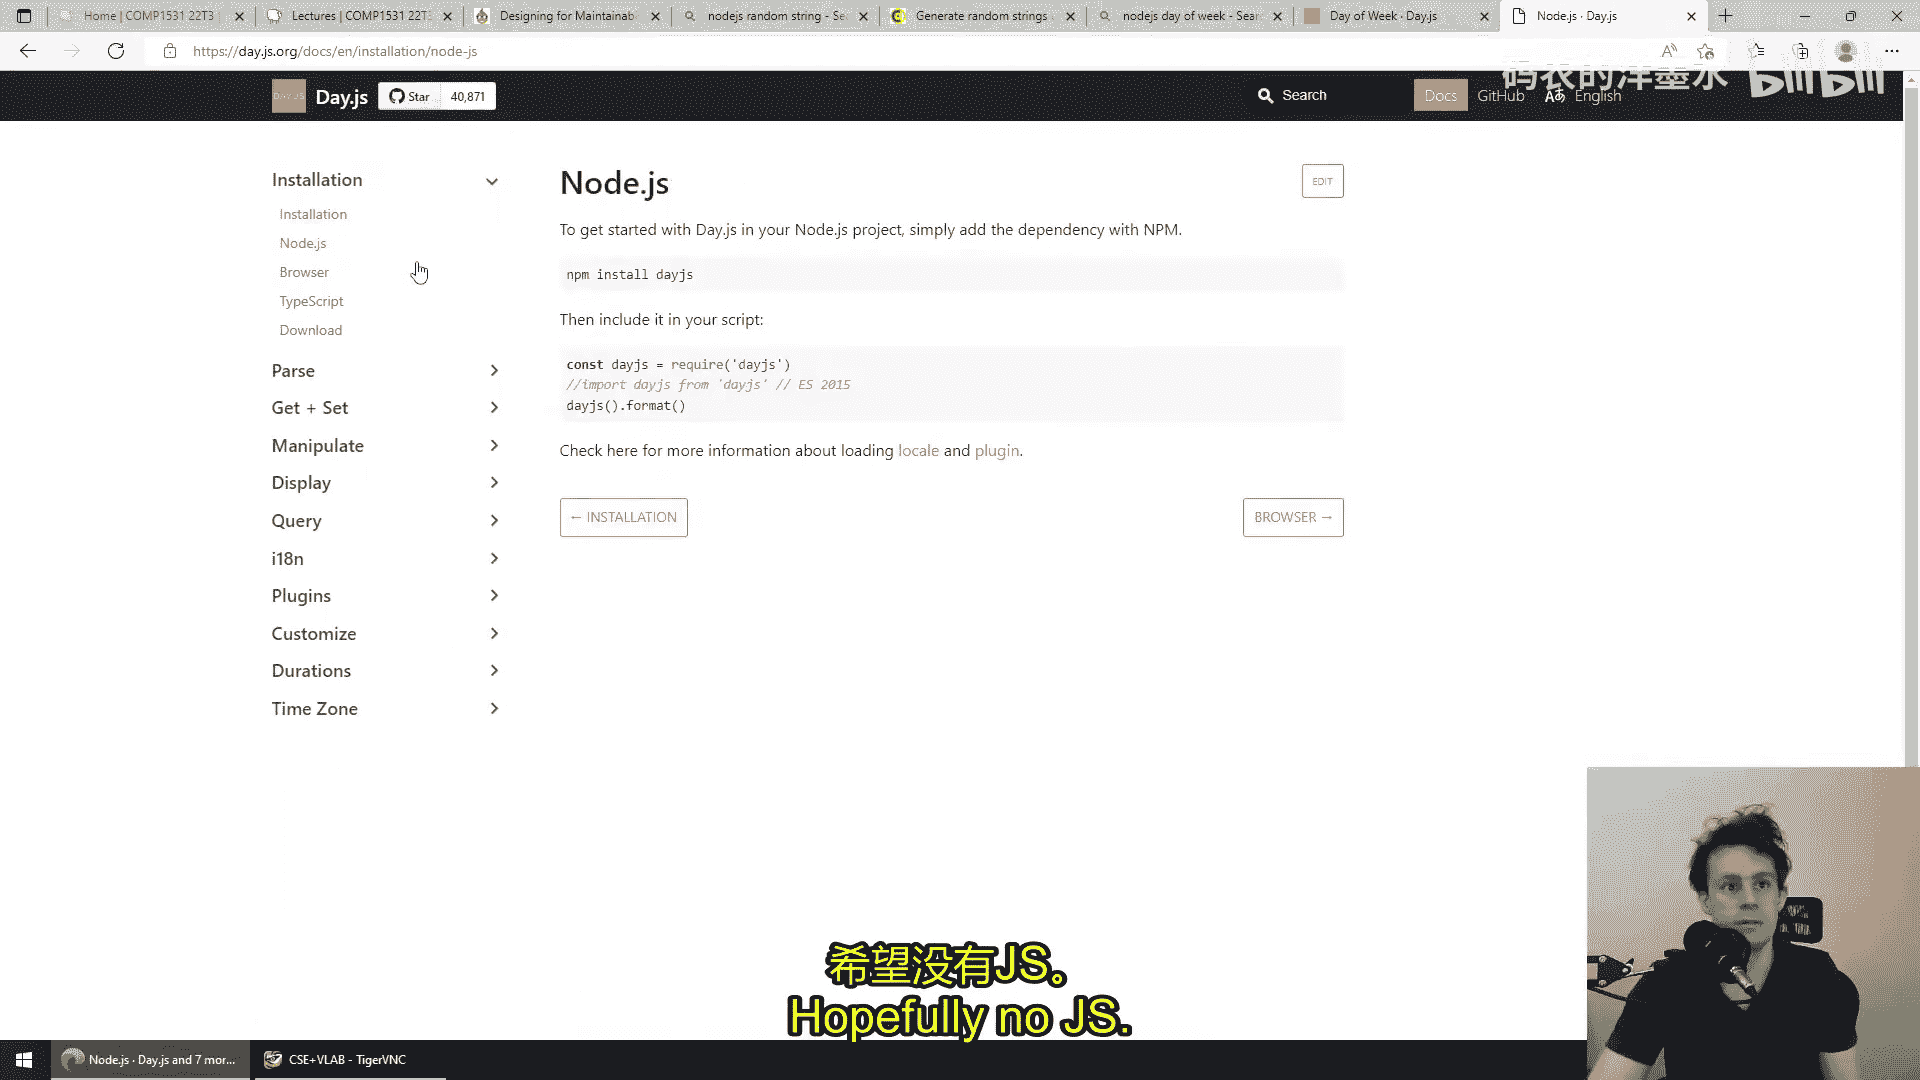 Home | COMP1531 22T3
Lectures | COMP1531 22T
Designing for Maintainab
nodejs random string - Se
Generate random strings
nodejs day of week - Sear
Day of Week · Day.js
Node.js · Day.js
https://day.js.org/docs/en/installation/node-js
码农的洋墨水 bilibili
Day.js
Star 40,871
Search
Docs
GitHub
English
Installation
Installation
Node.js
Browser
TypeScript
Download
Parse
Get + Set
Manipulate
Display
Query
i18n
Plugins
Customize
Durations
Time Zone
Node.js
EDIT
To get started with Day.js in your Node.js project, simply add the dependency with NPM.
npm install dayjs
Then include it in your script:
const dayjs = require('dayjs')
//import dayjs from 'dayjs' // ES 2015
dayjs().format()
Check here for more information about loading locale and plugin.
← INSTALLATION
BROWSER →
希望没有JS。
Hopefully no JS.
Node.js · Day.js and 7 mor...
CSE+VLAB - TigerVNC